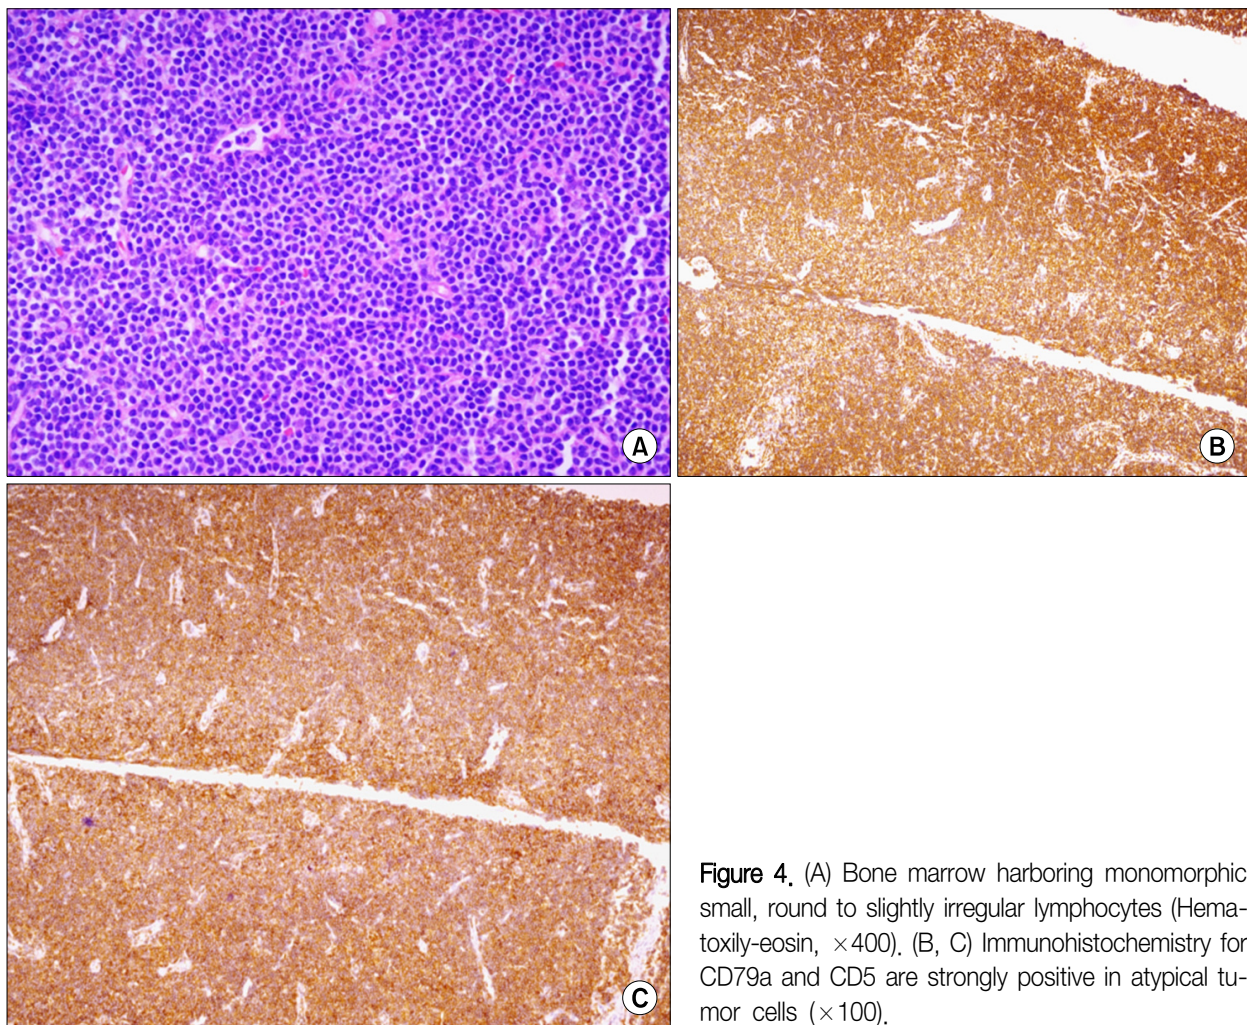 A
B
C
Figure 4. (A) Bone marrow harboring monomorphic
small, round to slightly irregular lymphocytes (Hema-
toxily-eosin, ×400). (B, C) Immunohistochemistry for
CD79a and CD5 are strongly positive in atypical tu-
mor cells (×100).